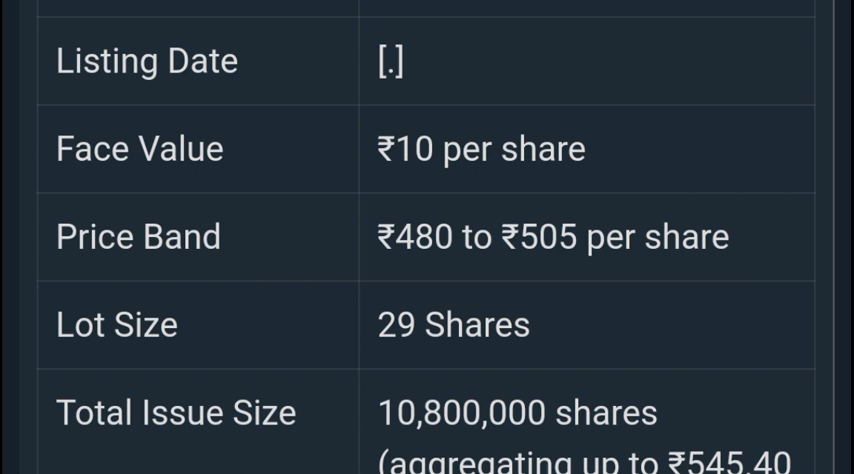 Listing Date [.]
Face Value ₹10 per share
Price Band ₹480 to ₹505 per share
Lot Size 29 Shares
Total Issue Size 10,800,000 shares
(aggregating up to ₹545.40